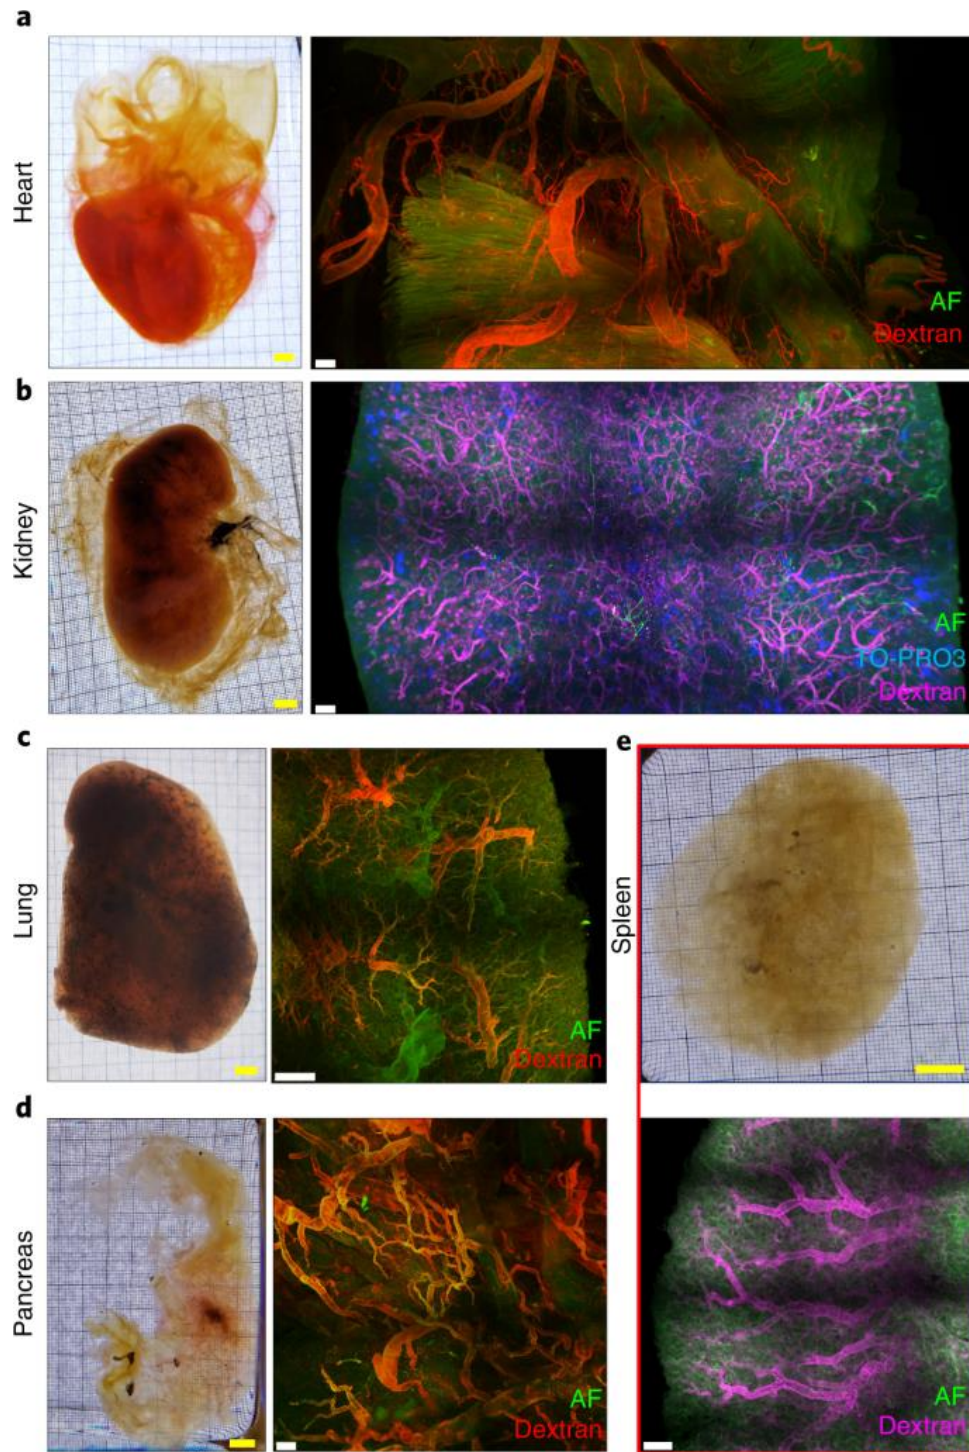 a
Heart
AF
Dextran
b
Kidney
AF
TO-PRO3
Dextran
c
Lung
AF
Dextran
d
Pancreas
AF
Dextran
e
Spleen
AF
Dextran